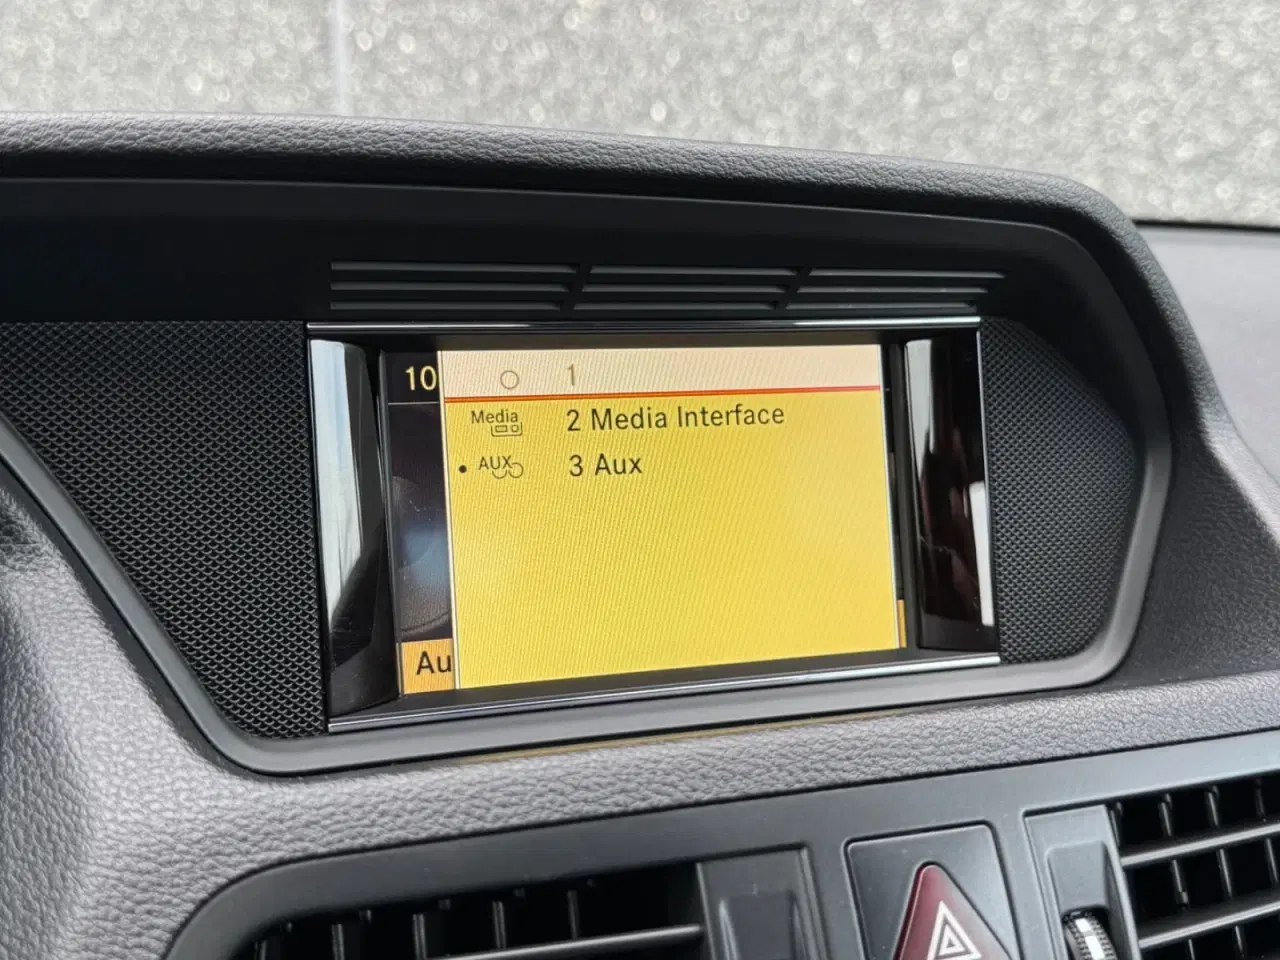 10
1
Media 2 Media Interface
• AUX 3 Aux
Au